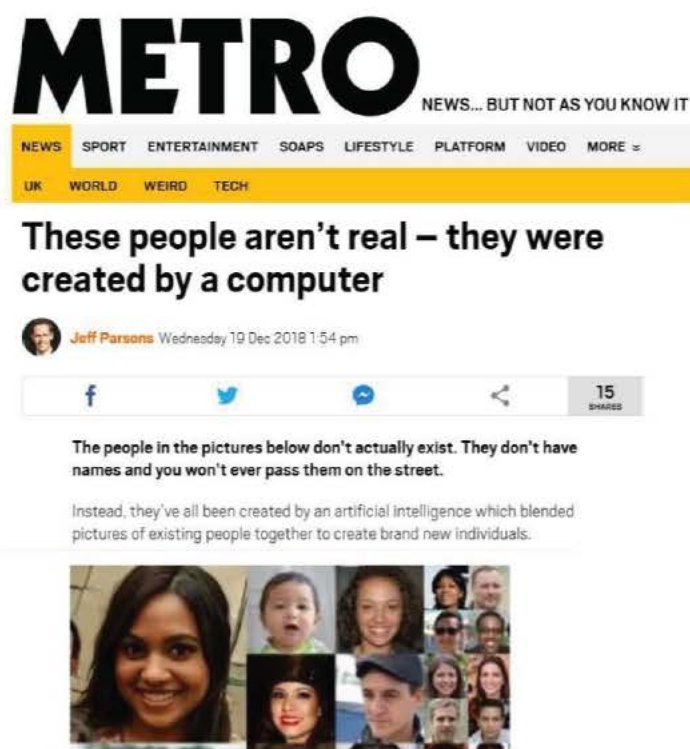 METRO
NEWS... BUT NOT AS YOU KNOW IT
NEWS SPORT ENTERTAINMENT SOAPS LIFESTYLE PLATFORM VIDEO MORE
UK WORLD WEIRD TECH
These people aren't real – they were
created by a computer
Jeff Parsons Wednesday 19 Dec 2018 1:54 pm
15
SHARES
The people in the pictures below don't actually exist. They don't have
names and you won't ever pass them on the street.
Instead, they've all been created by an artificial intelligence which blended
pictures of existing people together to create brand new individuals.